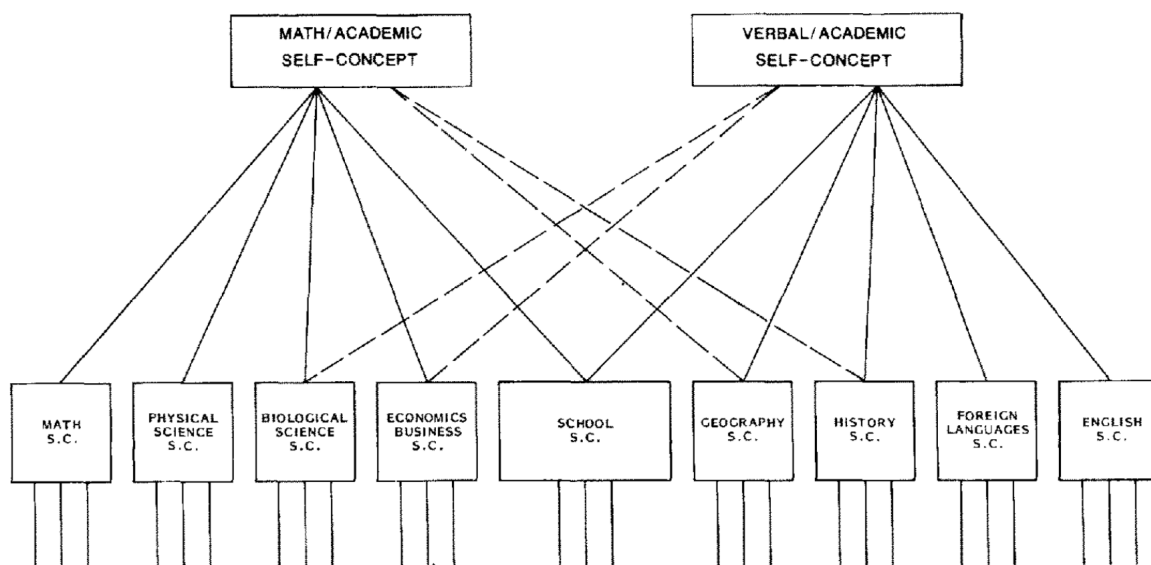 MATH/ACADEMIC
SELF-CONCEPT
VERBAL/ACADEMIC
SELF-CONCEPT
MATH
S.C.
PHYSICAL
SCIENCE
S.C.
BIOLOGICAL
SCIENCE
S.C.
ECONOMICS
BUSINESS
S.C.
SCHOOL
S.C.
GEOGRAPHY
S.C.
HISTORY
S.C.
FOREIGN
LANGUAGES
S.C.
ENGLISH
S.C.